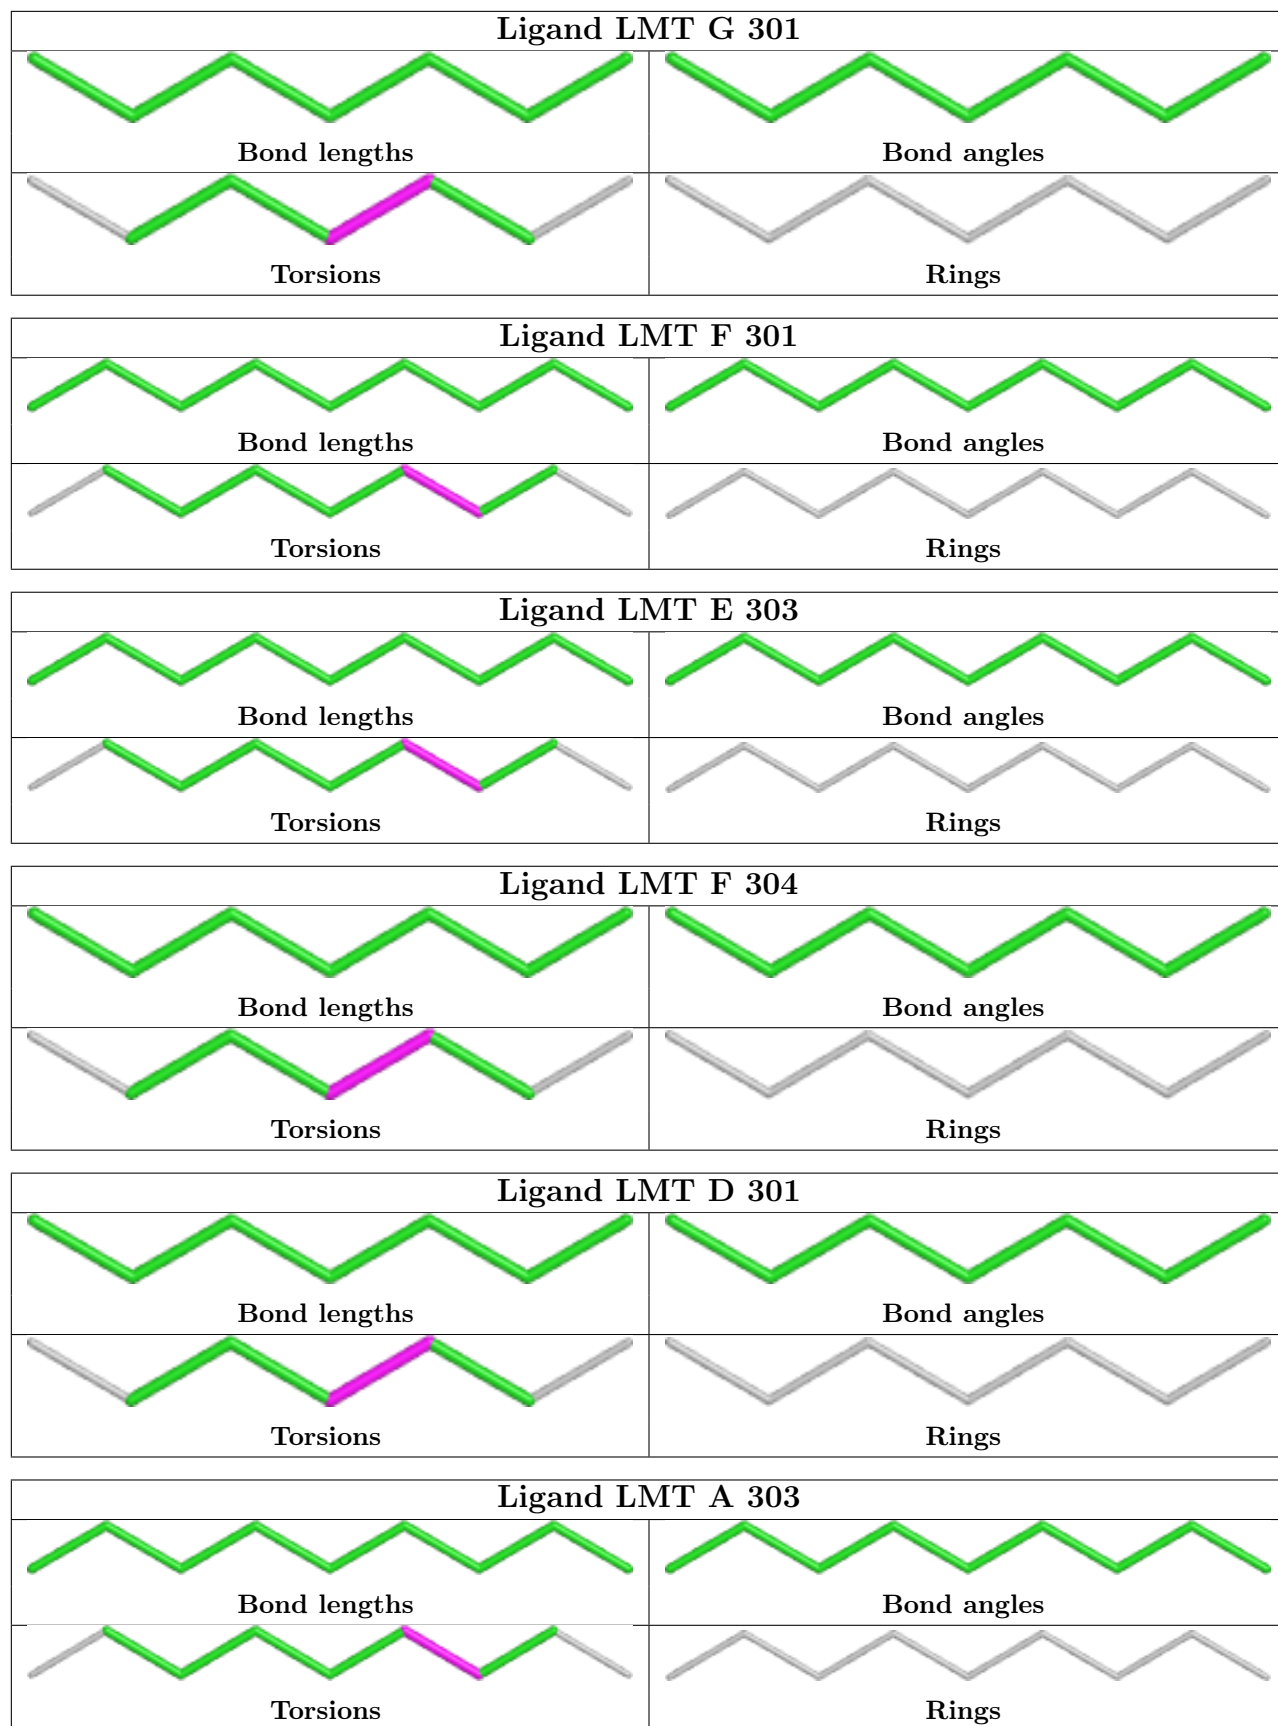 Ligand LMT G 301
Bond lengths Bond angles
Torsions Rings
Ligand LMT F 301
Bond lengths Bond angles
Torsions Rings
Ligand LMT E 303
Bond lengths Bond angles
Torsions Rings
Ligand LMT F 304
Bond lengths Bond angles
Torsions Rings
Ligand LMT D 301
Bond lengths Bond angles
Torsions Rings
Ligand LMT A 303
Bond lengths Bond angles
Torsions Rings